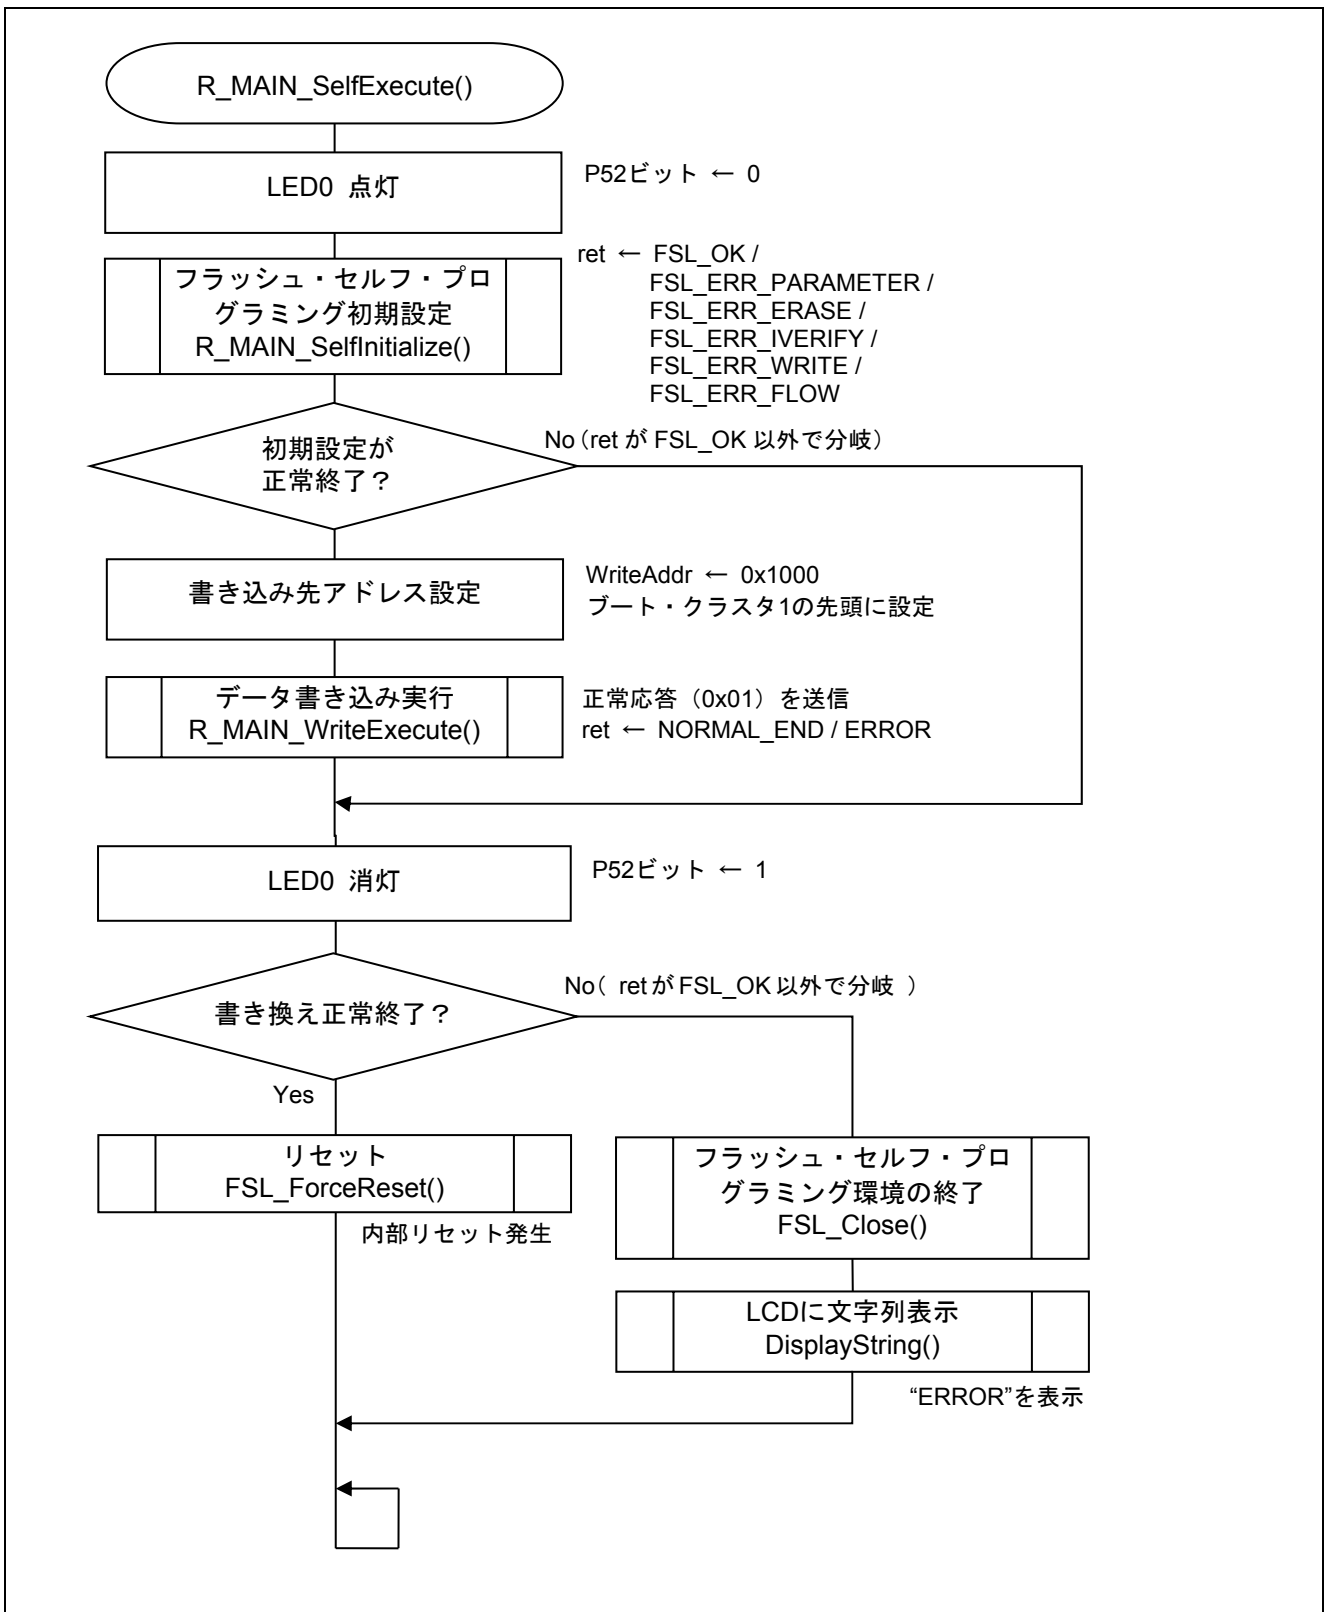 R_MAIN_SelfExecute()
LED0 点灯
P52ビット ← 0
フラッシュ・セルフ・プロ
グラミング初期設定
R_MAIN_SelfInitialize()
ret ← FSL_OK /
FSL_ERR_PARAMETER /
FSL_ERR_ERASE /
FSL_ERR_IVERIFY /
FSL_ERR_WRITE /
FSL_ERR_FLOW
初期設定が
正常終了？
No（ret が FSL_OK 以外で分岐）
書き込み先アドレス設定
WriteAddr ← 0x1000
ブート・クラスタ1の先頭に設定
データ書き込み実行
R_MAIN_WriteExecute()
正常応答（0x01）を送信
ret ← NORMAL_END / ERROR
LED0 消灯
P52ビット ← 1
書き換え正常終了？
No（ ret が FSL_OK 以外で分岐 ）
Yes
リセット
FSL_ForceReset()
内部リセット発生
フラッシュ・セルフ・プロ
グラミング環境の終了
FSL_Close()
LCDに文字列表示
DisplayString()
“ERROR”を表示